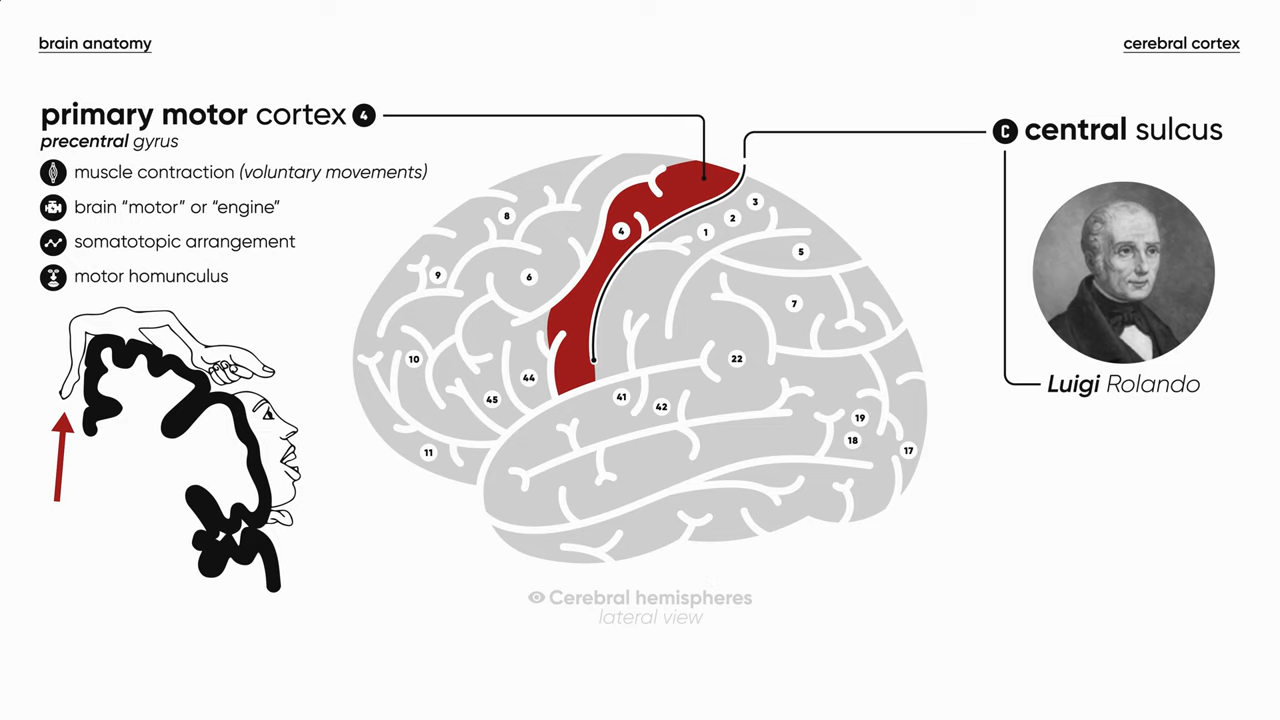 brain anatomy
cerebral cortex
primary motor cortex 4
precentral gyrus
muscle contraction (voluntary movements)
brain “motor” or “engine”
somatotopic arrangement
motor homunculus
C central sulcus
Luigi Rolando
8
3
2
1
4
5
9
6
7
10
22
44
45
41
42
19
18
17
11
Cerebral hemispheres
lateral view